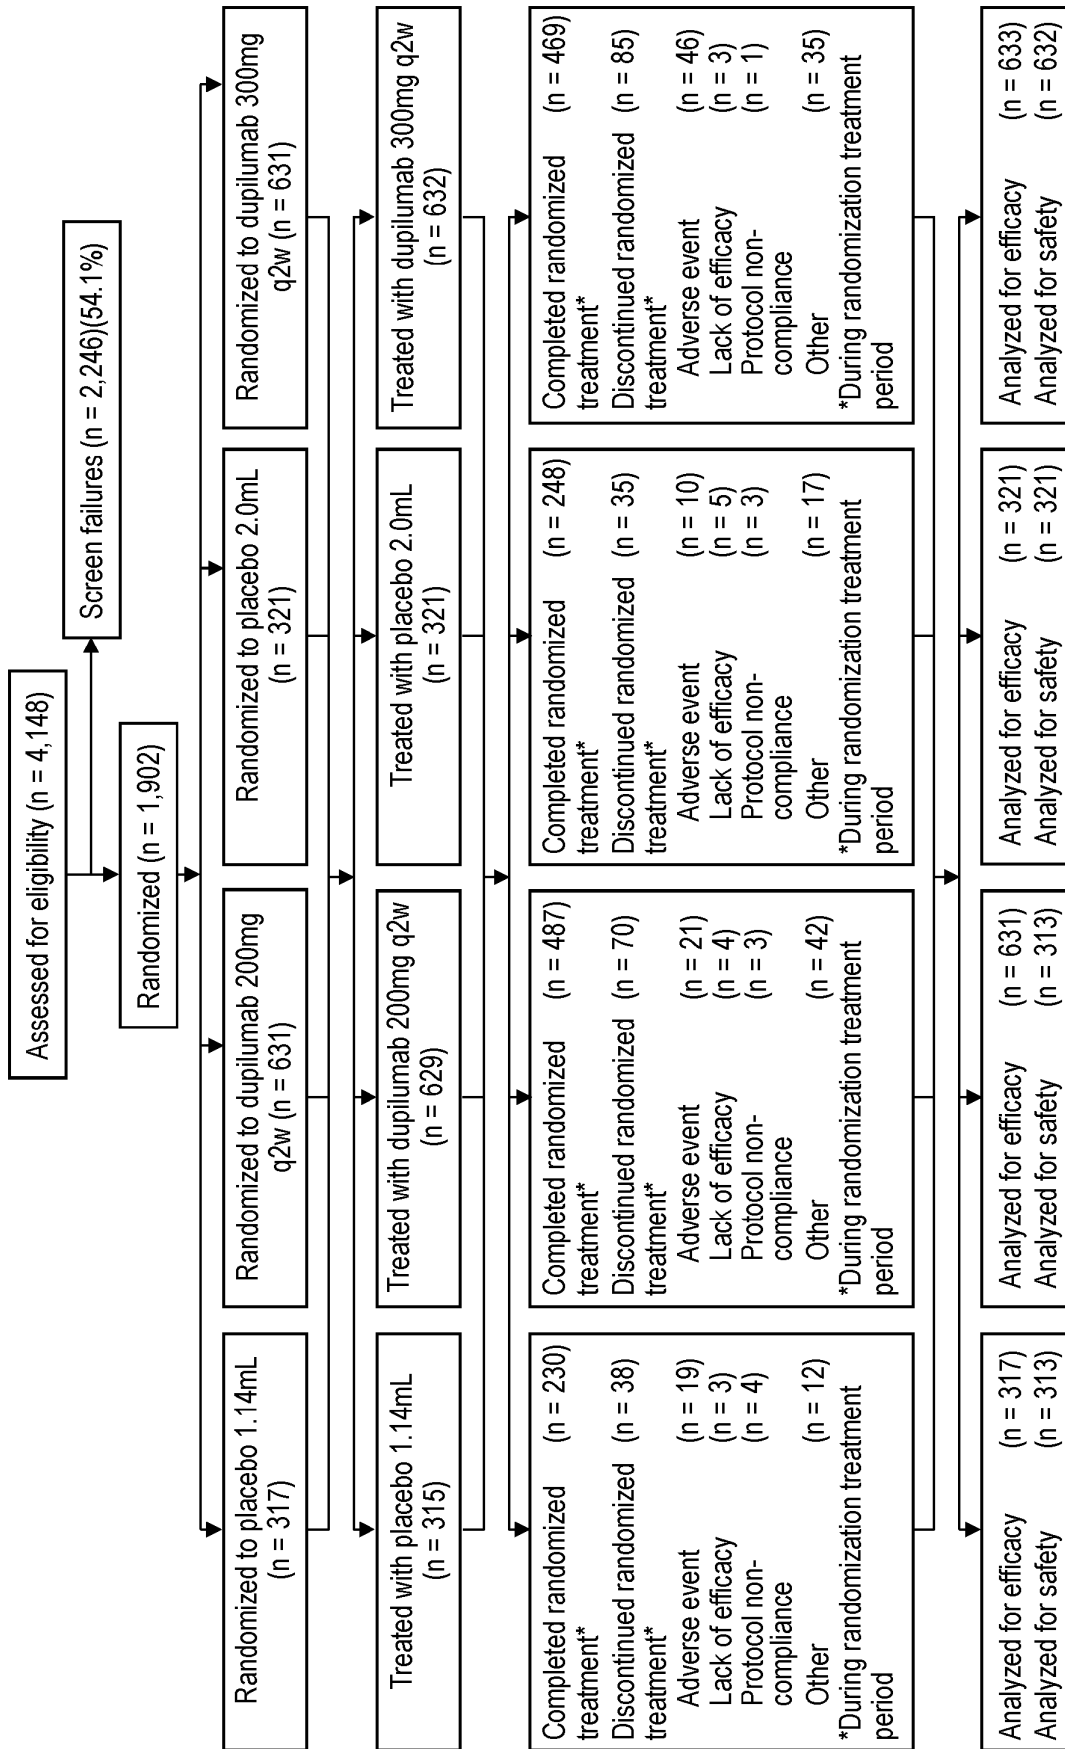 Assessed for eligibility (n = 4,148)
Screen failures (n = 2,246)(54.1%)
Randomized (n = 1,902)
Randomized to placebo 1.14mL
(n = 317)
Randomized to dupilumab 200mg
q2w (n = 631)
Randomized to placebo 2.0mL
(n = 321)
Randomized to dupilumab 300mg
q2w (n = 631)
Treated with placebo 1.14mL
(n = 315)
Treated with dupilumab 200mg q2w
(n = 629)
Treated with placebo 2.0mL
(n = 321)
Treated with dupilumab 300mg q2w
(n = 632)
Completed randomized (n = 230)
treatment*
Discontinued randomized (n = 38)
treatment*
Adverse event (n = 19)
Lack of efficacy (n = 3)
Protocol non- (n = 4)
compliance
Other (n = 12)
*During randomization treatment
period
Completed randomized (n = 487)
treatment*
Discontinued randomized (n = 70)
treatment*
Adverse event (n = 21)
Lack of efficacy (n = 4)
Protocol non- (n = 3)
compliance
Other (n = 42)
*During randomization treatment
period
Completed randomized (n = 248)
treatment*
Discontinued randomized (n = 35)
treatment*
Adverse event (n = 10)
Lack of efficacy (n = 5)
Protocol non- (n = 3)
compliance
Other (n = 17)
*During randomization treatment
period
Completed randomized (n = 469)
treatment*
Discontinued randomized (n = 85)
treatment*
Adverse event (n = 46)
Lack of efficacy (n = 3)
Protocol non- (n = 1)
compliance
Other (n = 35)
*During randomization treatment
period
Analyzed for efficacy (n = 317)
Analyzed for safety (n = 313)
Analyzed for efficacy (n = 631)
Analyzed for safety (n = 313)
Analyzed for efficacy (n = 321)
Analyzed for safety (n = 321)
Analyzed for efficacy (n = 633)
Analyzed for safety (n = 632)